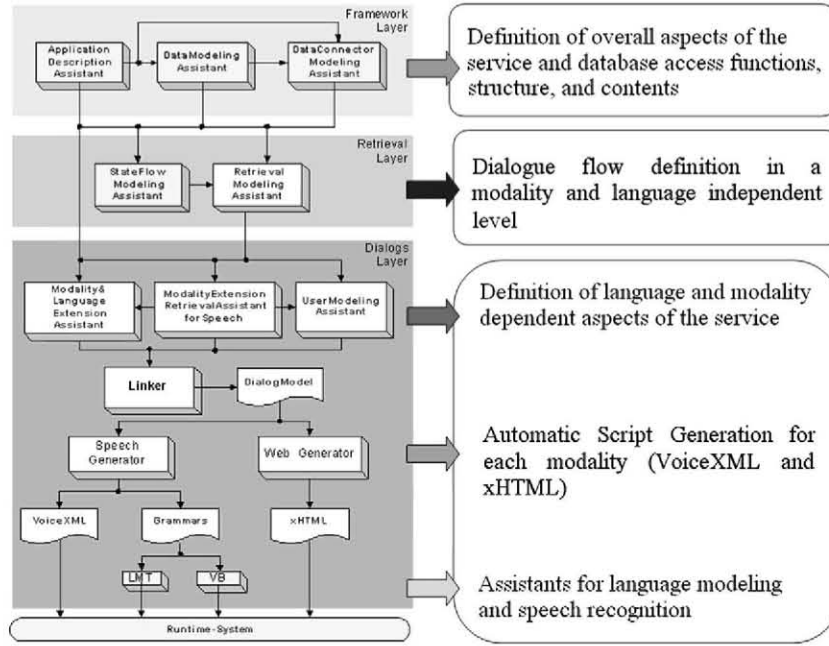 Framework
Layer
Application
Description
Assistant
DataModeling
Assistant
DataConnector
Modeling
Assistant
Definition of overall aspects of the
service and database access functions,
structure, and contents
Retrieval
Layer
StateFlow
Modeling
Assistant
Retrieval
Modeling
Assistant
Dialogue flow definition in a
modality and language independent
level
Dialogs
Layer
Modality&
Language
Extension
Assistant
ModalityExtension
RetrievalAssistant
for Speech
UserModeling
Assistant
Definition of language and modality
dependent aspects of the service
Linker
DialogModel
Speech
Generator
Web Generator
Automatic Script Generation for
each modality (VoiceXML and
xHTML)
VoiceXML
Grammars
xHTML
LMT
VB
Assistants for language modeling
and speech recognition
Runtime-System